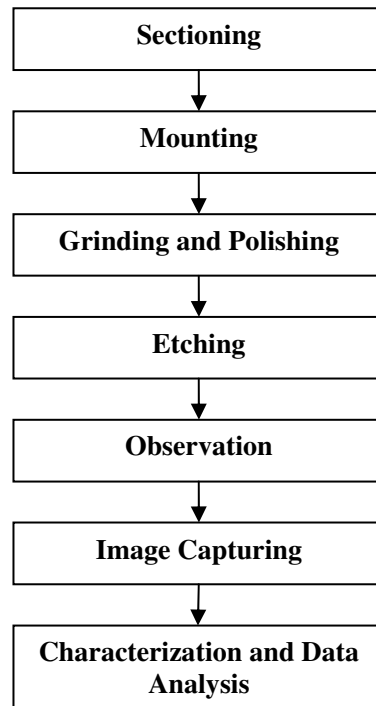 Sectioning
Mounting
Grinding and Polishing
Etching
Observation
Image Capturing
Characterization and Data
Analysis